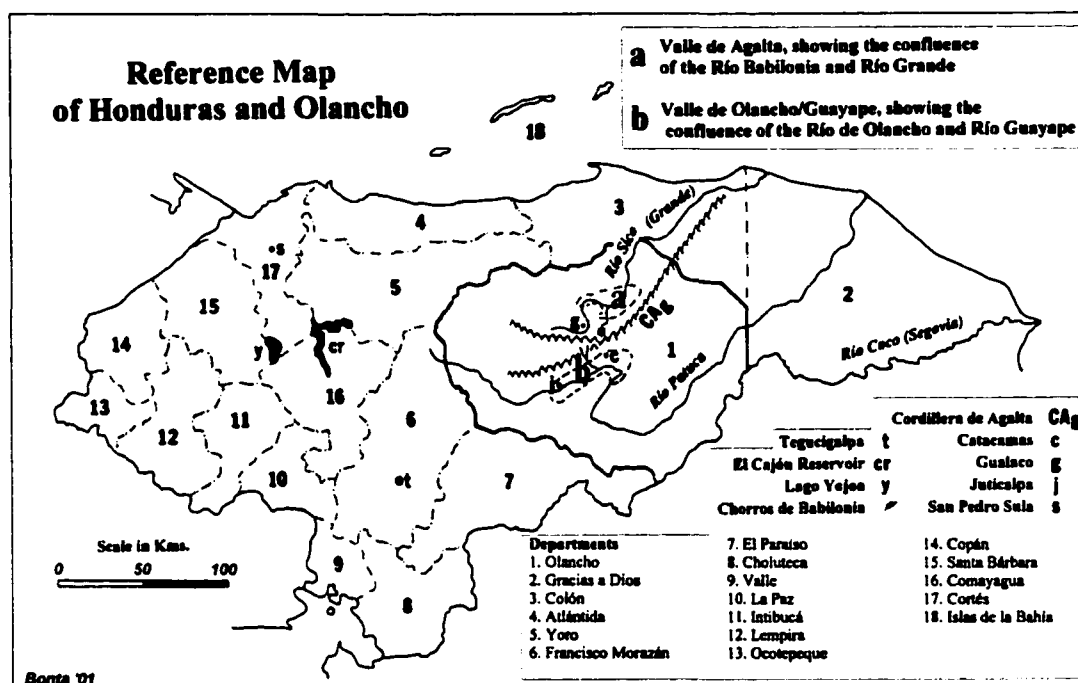 Reference Map
of Honduras and Olancho
a Valle de Agalta, showing the confluence
of the Río Babilonia and Río Grande
b Valle de Olancho/Guayape, showing the
confluence of the Río de Olancho and Río Guayape
18
4
3
Río Sico (Grande)
s
17
5
15
2
a
g
CAg
14
y
cr
c
1
Río Coco (Segovia)
b
j
Río Patuca
16
13
11
6
12
10
t
7
9
8
Cordillera de Agalta CAg
Tegucigalpa t
Catacamas c
El Cajón Reservoir cr
Gualaco g
Lago Yojoa y
Juticalpa j
Chorros de Babilonia
San Pedro Sula s
Scale in Kms.
0 50 100
Departments
1. Olancho
2. Gracias a Dios
3. Colón
4. Atlántida
5. Yoro
6. Francisco Morazán
7. El Paraíso
8. Choluteca
9. Valle
10. La Paz
11. Intibucá
12. Lempira
13. Ocotepeque
14. Copán
15. Santa Bárbara
16. Comayagua
17. Cortés
18. Islas de la Bahía
Bonta '01